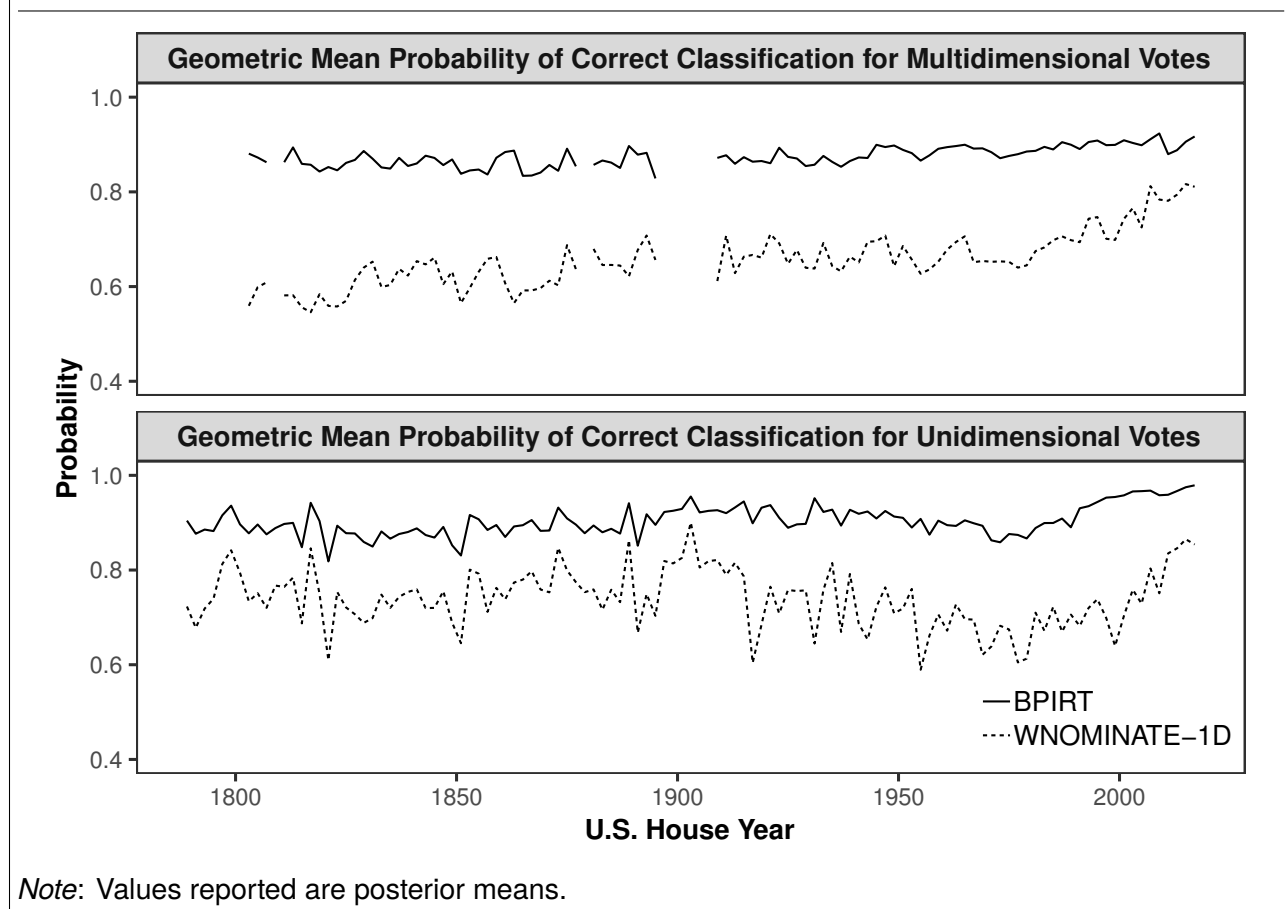 Geometric Mean Probability of Correct Classification for Multidimensional Votes
1.0
0.8
0.6
0.4
Probability
Geometric Mean Probability of Correct Classification for Unidimensional Votes
1.0
0.8
0.6
0.4
BPIRT
WNOMINATE−1D
1800 1850 1900 1950 2000
U.S. House Year
Note: Values reported are posterior means.